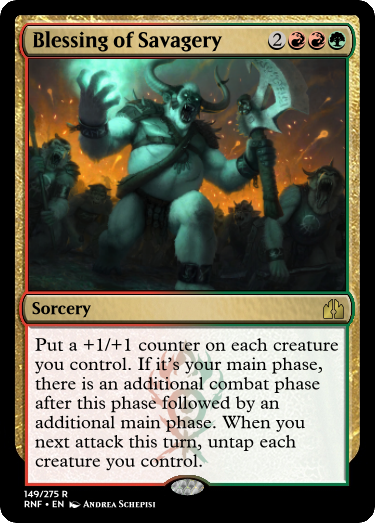 Blessing of Savagery 2
Sorcery
Put a +1/+1 counter on each creature
you control. If it's your main phase,
there is an additional combat phase
after this phase followed by an
additional main phase. When you
next attack this turn, untap each
creature you control.
149/275 R
RNF • EN Andrea Schepisi